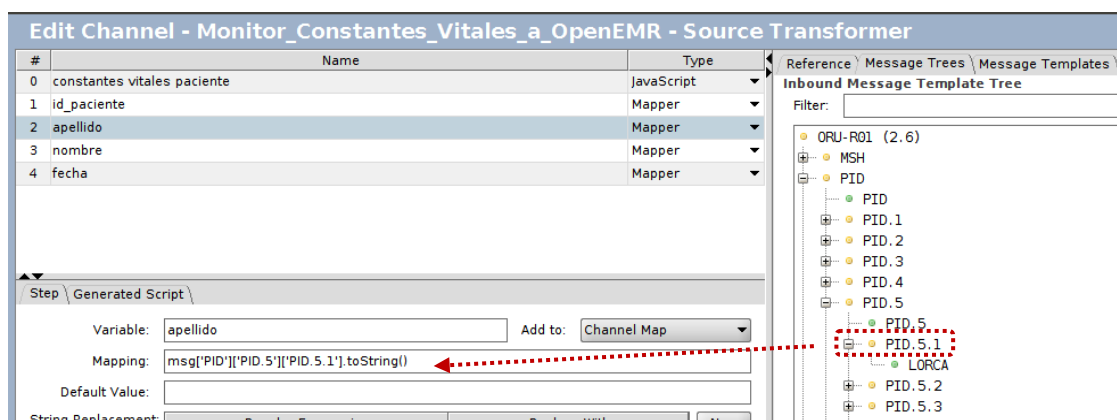 Edit Channel - Monitor_Constantes_Vitales_a_OpenEMR - Source Transformer
# Name Type
0 constantes vitales paciente JavaScript
1 id_paciente Mapper
2 apellido Mapper
3 nombre Mapper
4 fecha Mapper
Step Generated Script
Variable: apellido Add to: Channel Map
Mapping: msg['PID']['PID.5']['PID.5.1'].toString()
Default Value:
String Replacement:
Reference Message Trees Message Templates
Inbound Message Template Tree
Filter:
ORU-R01 (2.6)
MSH
PID
PID
PID.1
PID.2
PID.3
PID.4
PID.5
PID.5
PID.5.1
LORCA
PID.5.2
PID.5.3